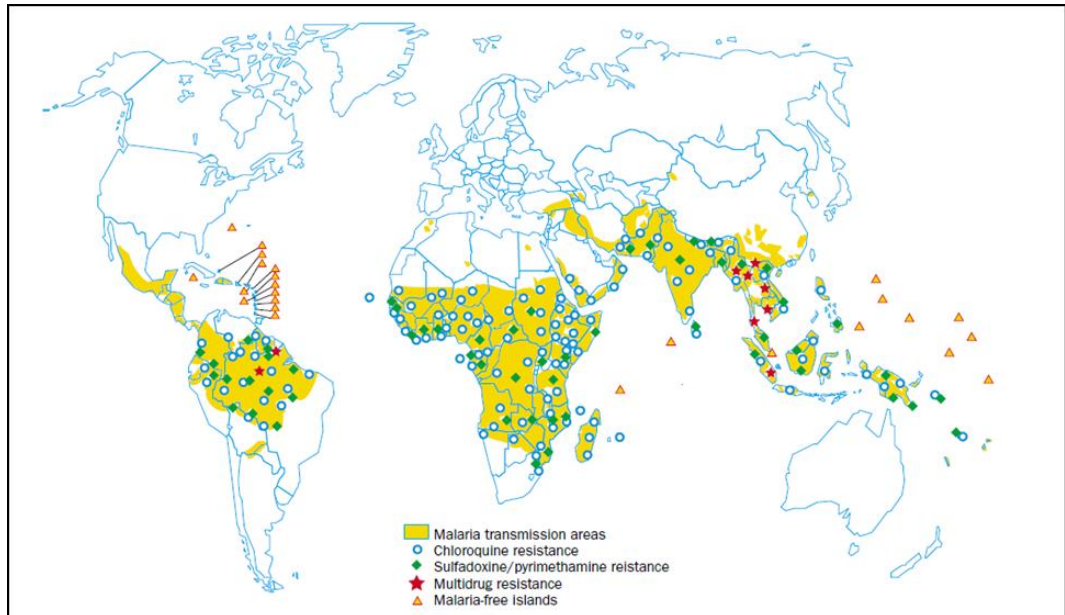 Malaria transmission areas
Chloroquine resistance
Sulfadoxine/pyrimethamine reistance
Multidrug resistance
Malaria-free islands